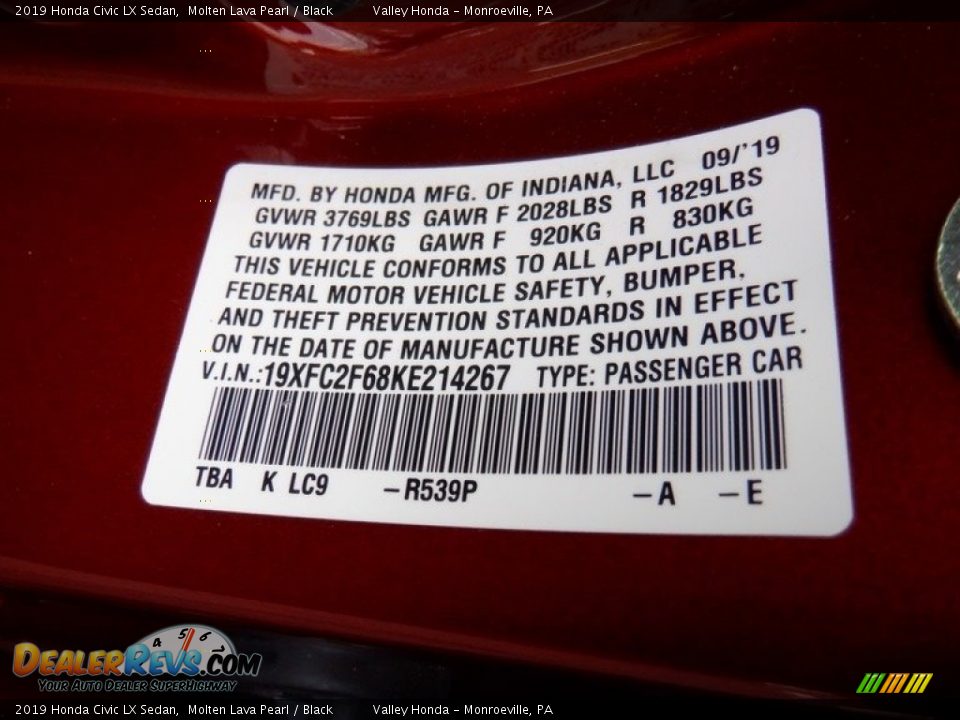 2019 Honda Civic LX Sedan, Molten Lava Pearl / Black Valley Honda - Monroeville, PA
MFD. BY HONDA MFG. OF INDIANA, LLC 09/'19
GVWR 3769LBS GAWR F 2028LBS R 1829LBS
GVWR 1710KG GAWR F 920KG R 830KG
THIS VEHICLE CONFORMS TO ALL APPLICABLE
FEDERAL MOTOR VEHICLE SAFETY, BUMPER,
AND THEFT PREVENTION STANDARDS IN EFFECT
ON THE DATE OF MANUFACTURE SHOWN ABOVE.
V.I.N.:19XFC2F68KE214267 TYPE: PASSENGER CAR
TBA K LC9 -R539P -A -E
4 5 6
DEALERREVS.COM
YOUR AUTO DEALER SUPERHIGHWAY
2019 Honda Civic LX Sedan, Molten Lava Pearl / Black Valley Honda - Monroeville, PA